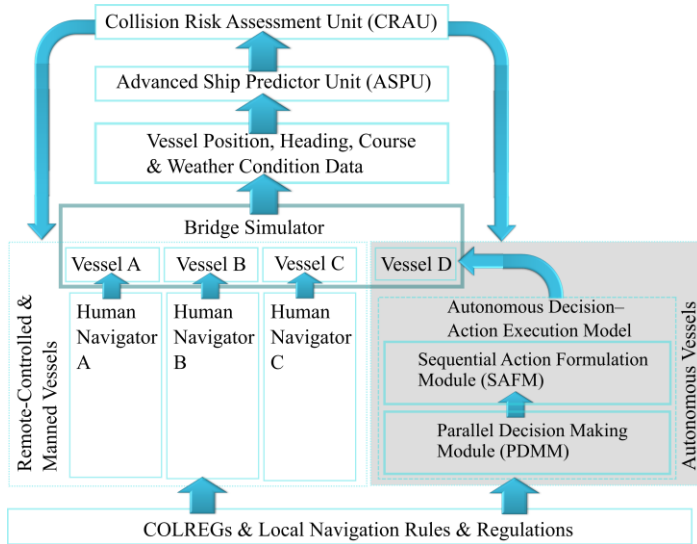 Collision Risk Assessment Unit (CRAU)
Advanced Ship Predictor Unit (ASPU)
Vessel Position, Heading, Course
& Weather Condition Data
Bridge Simulator
Vessel A
Vessel B
Vessel C
Vessel D
Remote-Controlled &
Manned Vessels
Human
Navigator
A
Human
Navigator
B
Human
Navigator
C
Autonomous Decision–
Action Execution Model
Sequential Action Formulation
Module (SAFM)
Parallel Decision Making
Module (PDMM)
Autonomous Vessels
COLREGs & Local Navigation Rules & Regulations